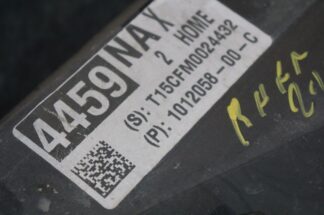 4459
NAX
2 HOME
(S): T15CFM0024432
(P): 1012058-00-C